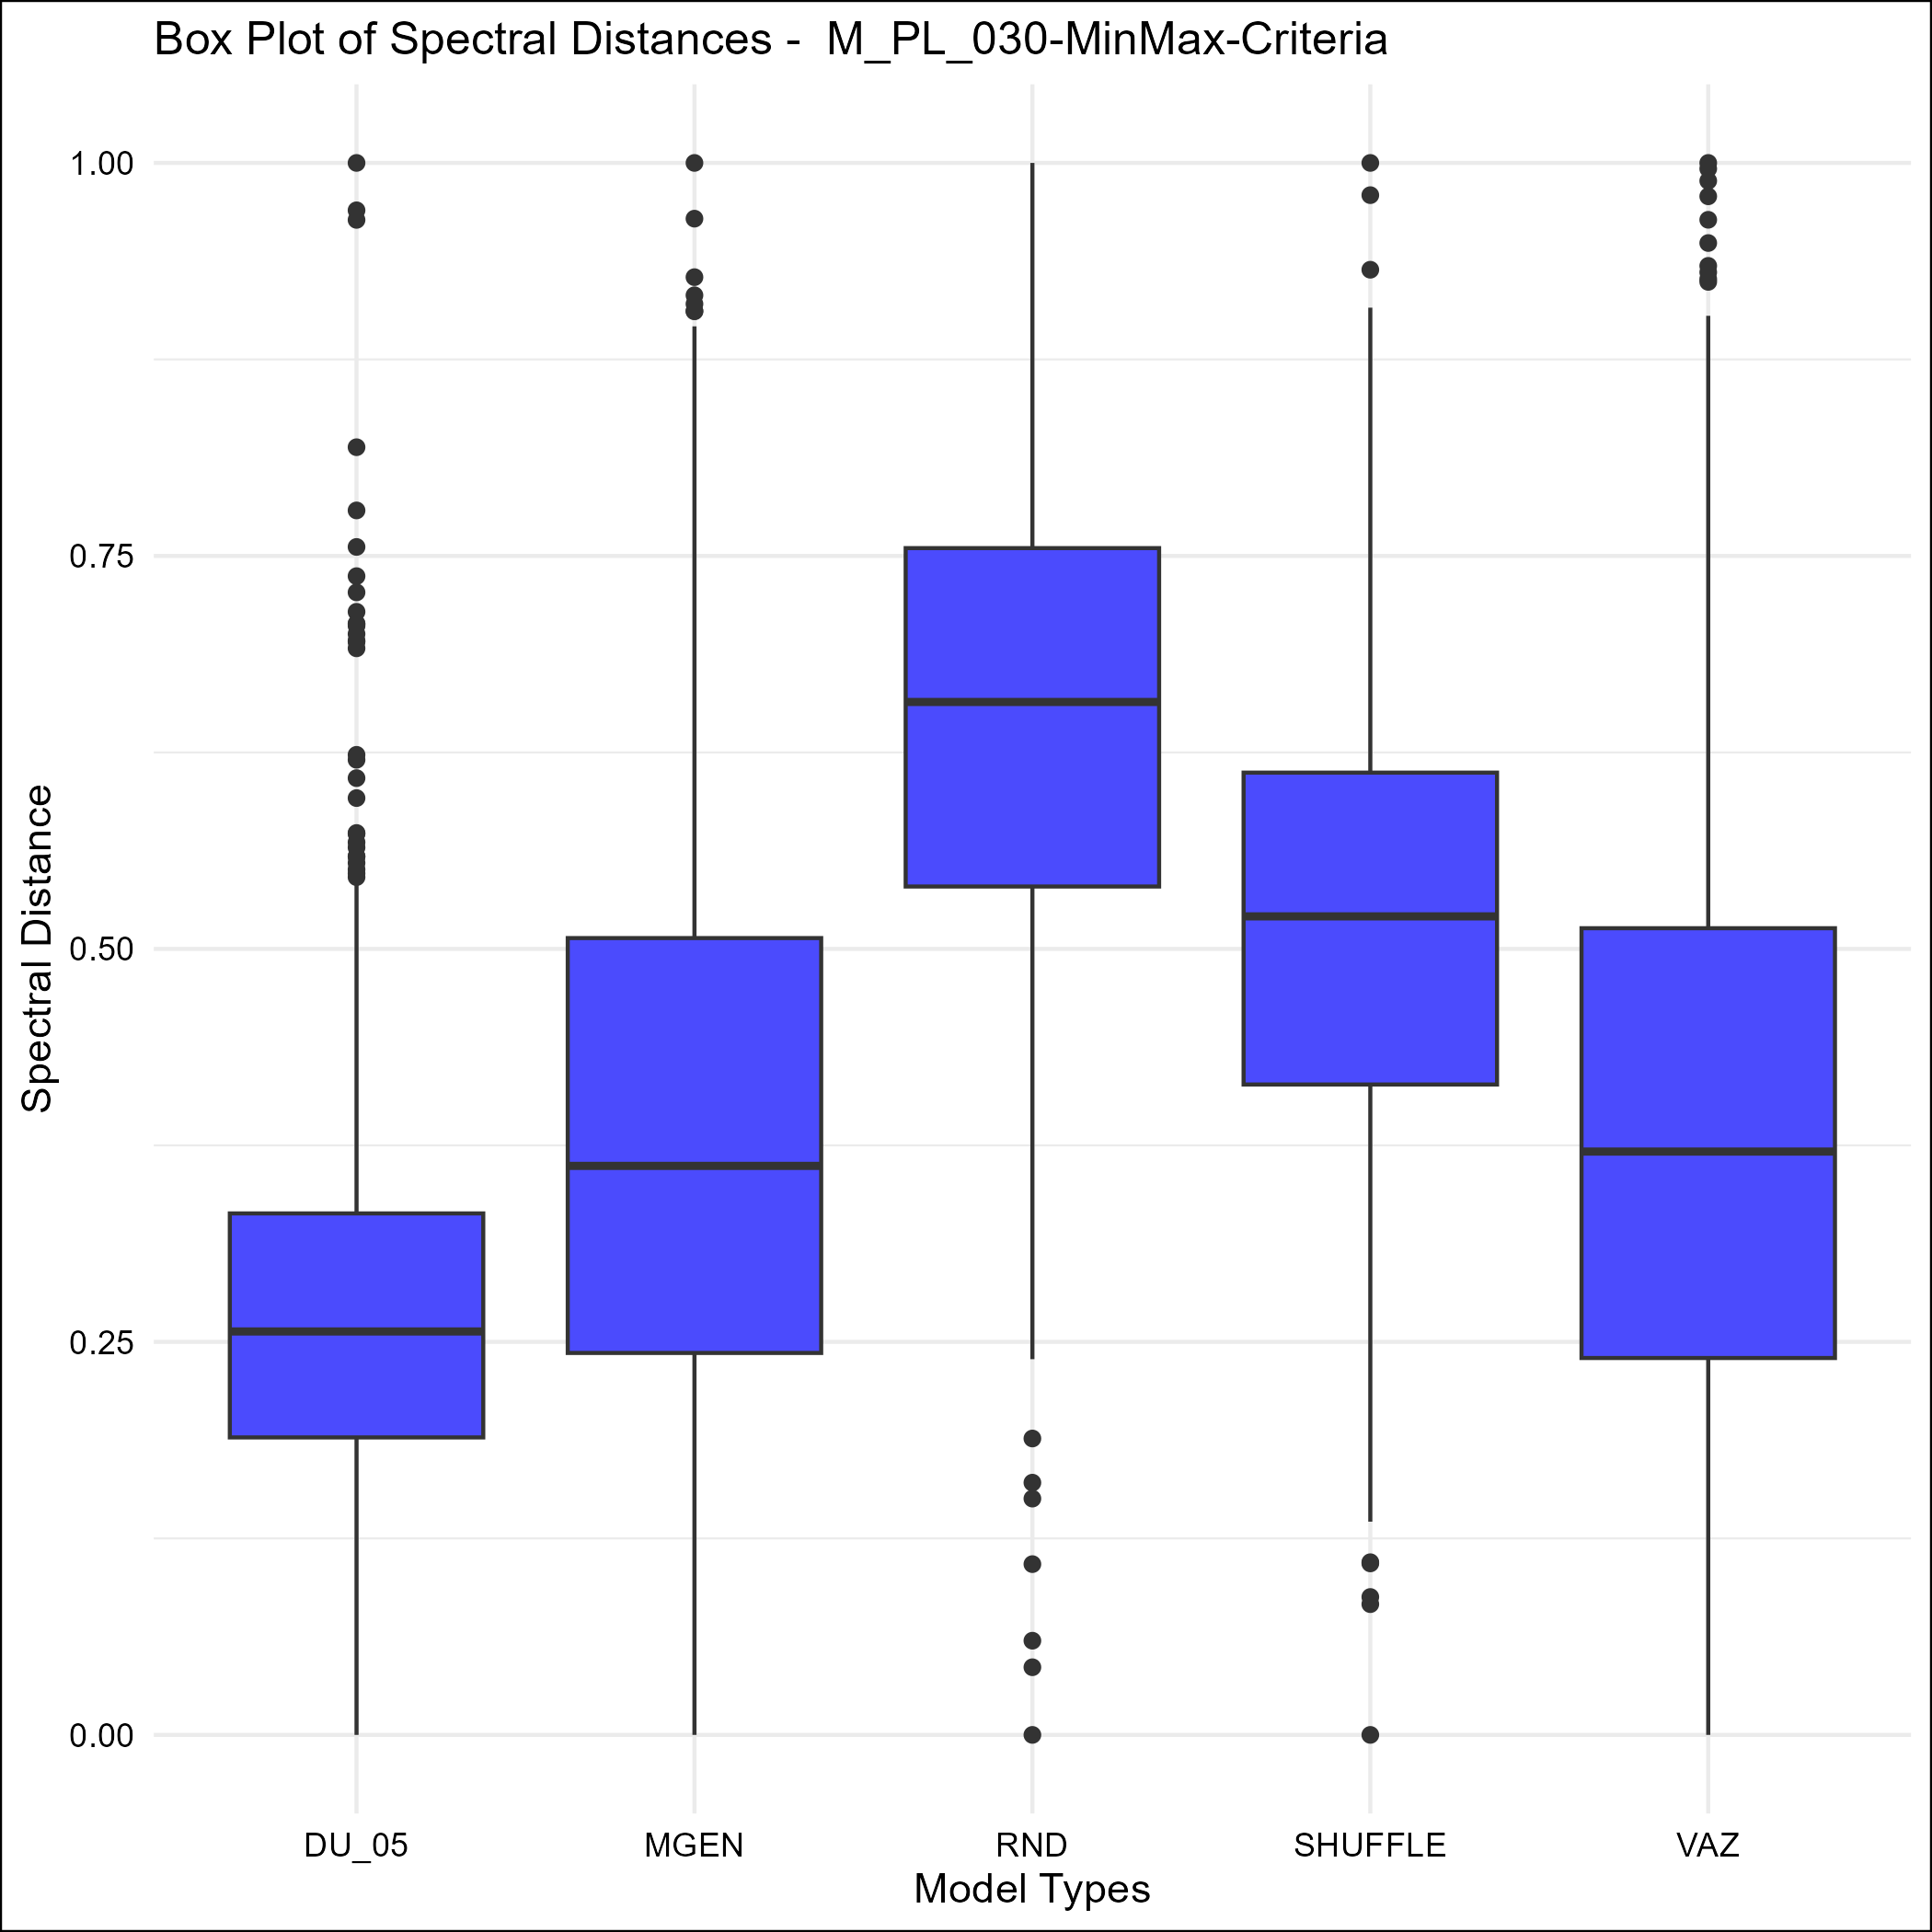 Box Plot of Spectral Distances -  M_PL_030-MinMax-Criteria
1.00
0.75
0.50
0.25
0.00
Spectral Distance
DU_05 MGEN RND SHUFFLE VAZ
Model Types